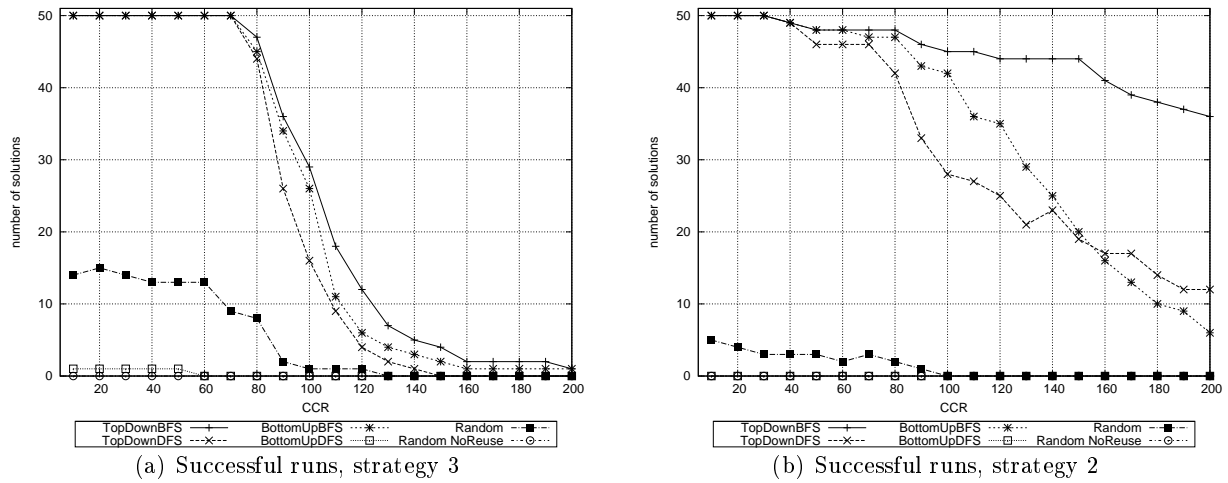 50
40
30
20
10
0
number of solutions
20 40 60 80 100 120 140 160 180 200
CCR
TopDownBFS BottomUpBFS Random
TopDownDFS BottomUpDFS Random NoReuse
(a) Successful runs, strategy 3
50
40
30
20
10
0
number of solutions
20 40 60 80 100 120 140 160 180 200
CCR
TopDownBFS BottomUpBFS Random
TopDownDFS BottomUpDFS Random NoReuse
(b) Successful runs, strategy 2